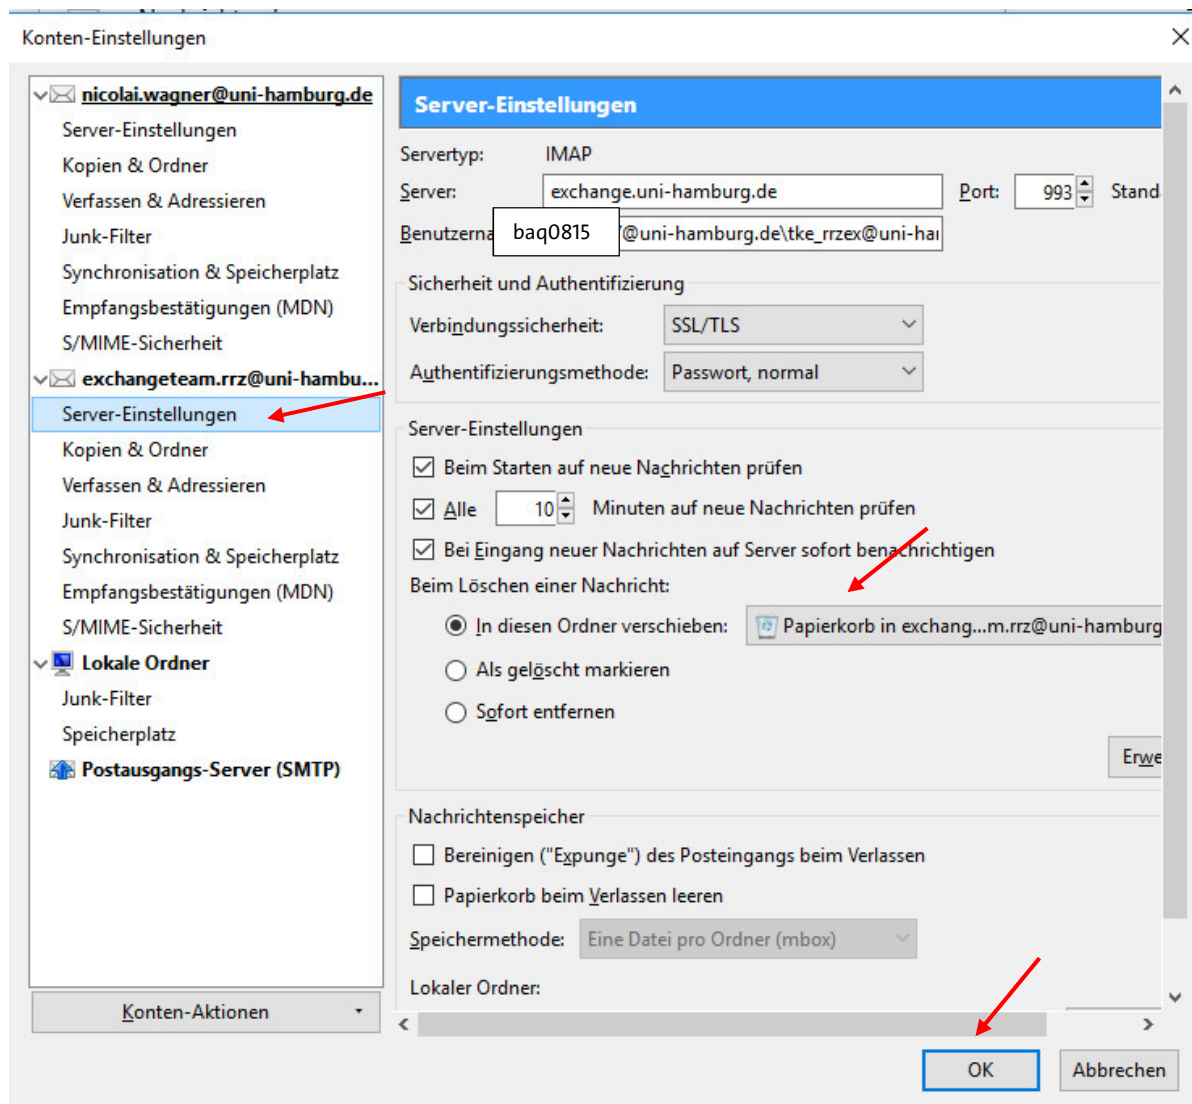 Konten-Einstellungen
nicolai.wagner@uni-hamburg.de
Server-Einstellungen
Kopien & Ordner
Verfassen & Adressieren
Junk-Filter
Synchronisation & Speicherplatz
Empfangsbestätigungen (MDN)
S/MIME-Sicherheit
exchangeteam.rrz@uni-hambu...
Server-Einstellungen
Kopien & Ordner
Verfassen & Adressieren
Junk-Filter
Synchronisation & Speicherplatz
Empfangsbestätigungen (MDN)
S/MIME-Sicherheit
Lokale Ordner
Junk-Filter
Speicherplatz
Postausgangs-Server (SMTP)
Konten-Aktionen
Server-Einstellungen
Servertyp: IMAP
Server: exchange.uni-hamburg.de Port: 993 Stand
Benutzerna baq0815 @uni-hamburg.de\tke_rrzex@uni-hai
Sicherheit und Authentifizierung
Verbindungssicherheit: SSL/TLS
Authentifizierungsmethode: Passwort, normal
Server-Einstellungen
Beim Starten auf neue Nachrichten prüfen
Alle 10 Minuten auf neue Nachrichten prüfen
Bei Eingang neuer Nachrichten auf Server sofort benachrichtigen
Beim Löschen einer Nachricht:
In diesen Ordner verschieben: Papierkorb in exchang...m.rrz@uni-hamburg
Als gelöscht markieren
Sofort entfernen
Erwe
Nachrichtenspeicher
Bereinigen ("Expunge") des Posteingangs beim Verlassen
Papierkorb beim Verlassen leeren
Speichermethode: Eine Datei pro Ordner (mbox)
Lokaler Ordner:
OK Abbrechen